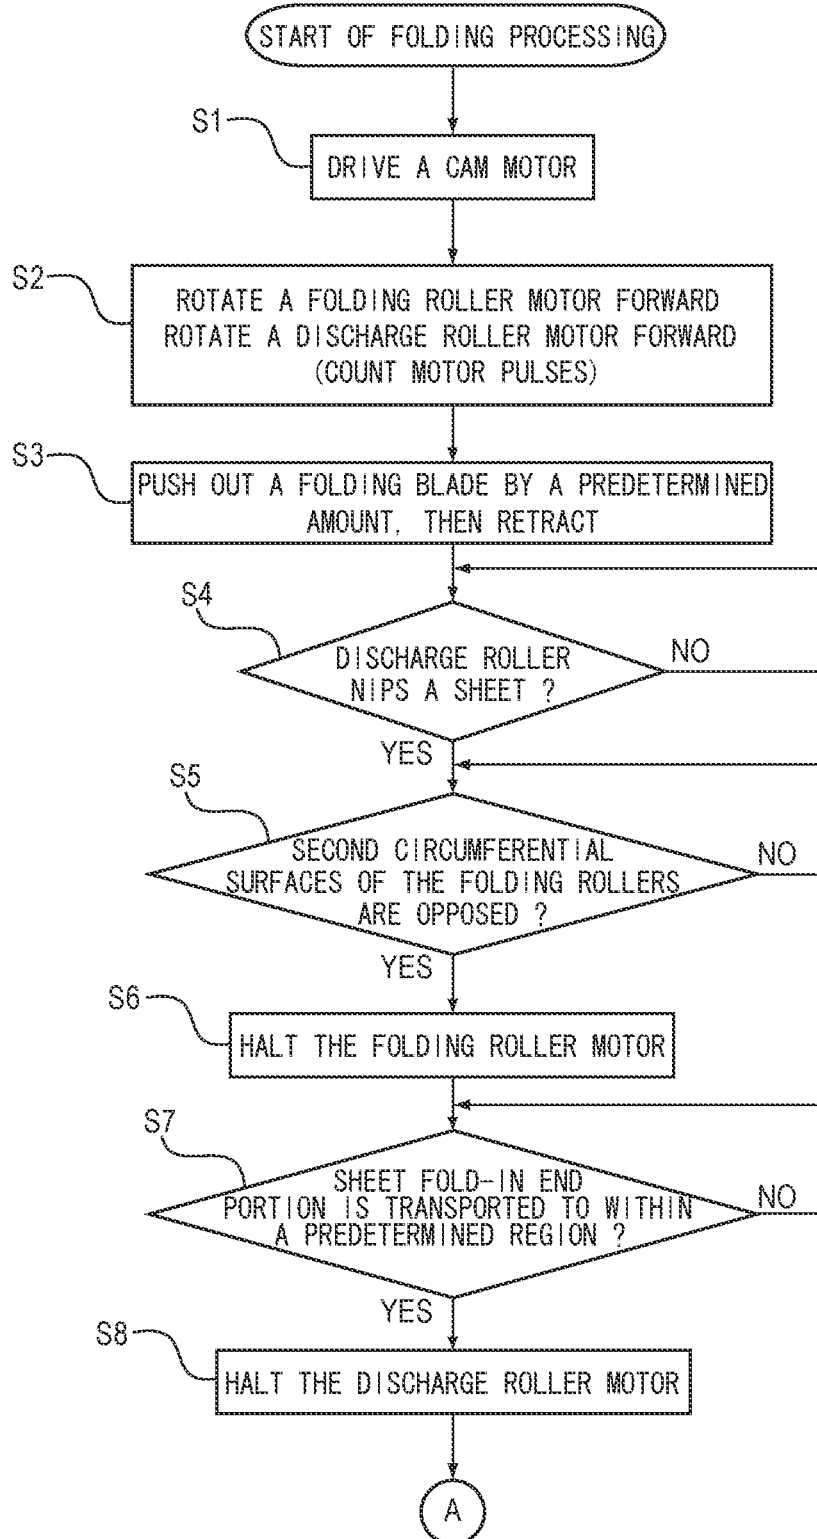 START OF FOLDING PROCESSING
S1
DRIVE A CAM MOTOR
S2
ROTATE A FOLDING ROLLER MOTOR FORWARD
ROTATE A DISCHARGE ROLLER MOTOR FORWARD
(COUNT MOTOR PULSES)
S3
PUSH OUT A FOLDING BLADE BY A PREDETERMINED
AMOUNT, THEN RETRACT
S4
DISCHARGE ROLLER
NIPS A SHEET ?
NO
YES
S5
SECOND CIRCUMFERENTIAL
SURFACES OF THE FOLDING ROLLERS
ARE OPPOSED ?
NO
YES
S6
HALT THE FOLDING ROLLER MOTOR
S7
SHEET FOLD-IN END
PORTION IS TRANSPORTED TO WITHIN
A PREDETERMINED REGION ?
NO
YES
S8
HALT THE DISCHARGE ROLLER MOTOR
A